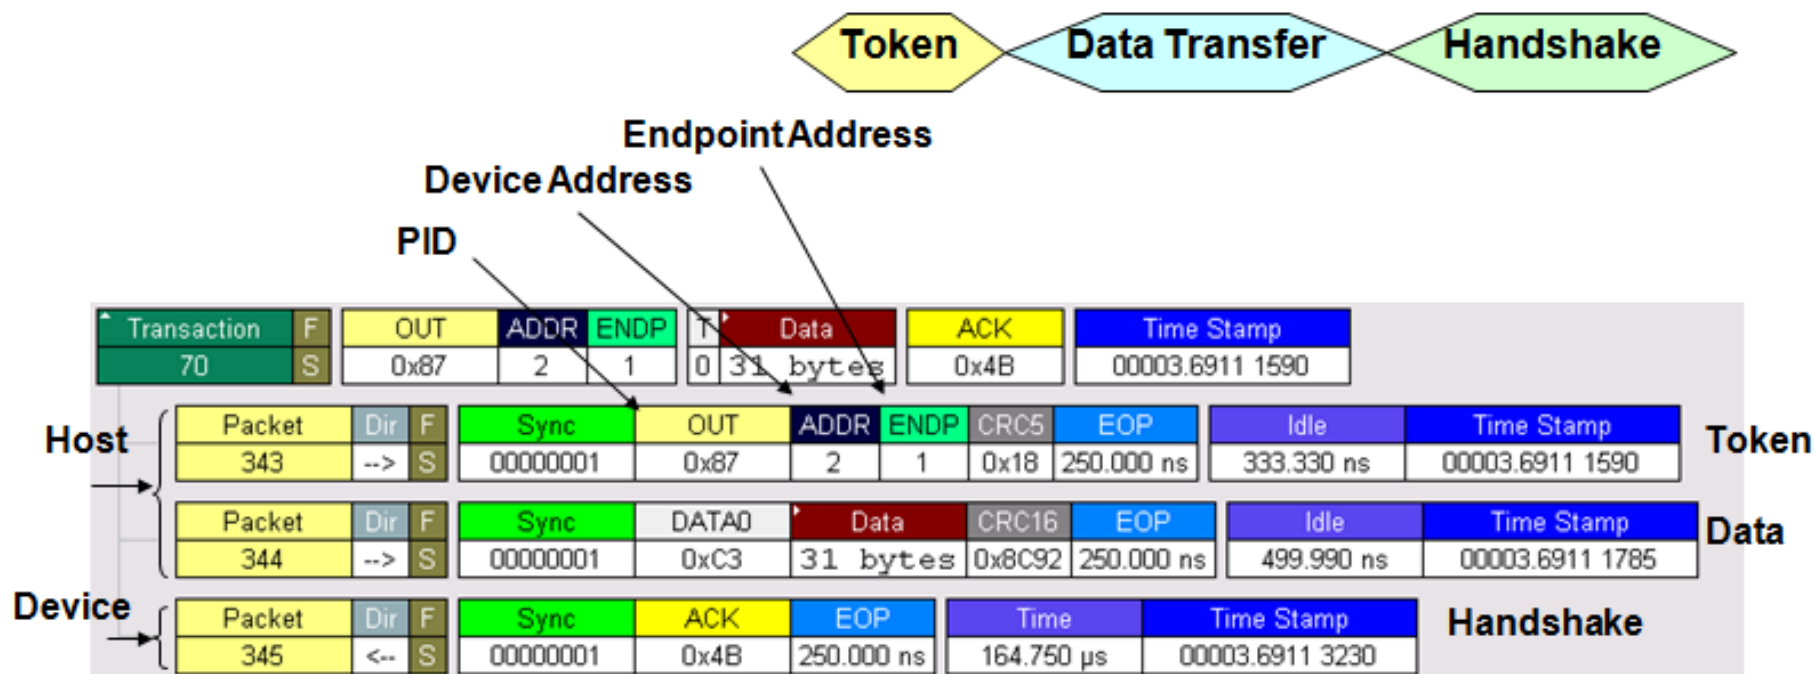 Token Data Transfer Handshake
Endpoint Address
Device Address
PID
Transaction F OUT ADDR ENDP T Data ACK Time Stamp
70 S 0x87 2 1 0 31 bytes 0x4B 00003.6911 1590
Host
Packet Dir F Sync OUT ADDR ENDP CRC5 EOP Idle Time Stamp
343 --> S 00000001 0x87 2 1 0x18 250.000 ns 333.330 ns 00003.6911 1590
Token
Packet Dir F Sync DATA0 Data CRC16 EOP Idle Time Stamp
344 --> S 00000001 0xC3 31 bytes 0x8C92 250.000 ns 499.990 ns 00003.6911 1785
Data
Device
Packet Dir F Sync ACK EOP Time Time Stamp
345 <-- S 00000001 0x4B 250.000 ns 164.750 µs 00003.6911 3230
Handshake